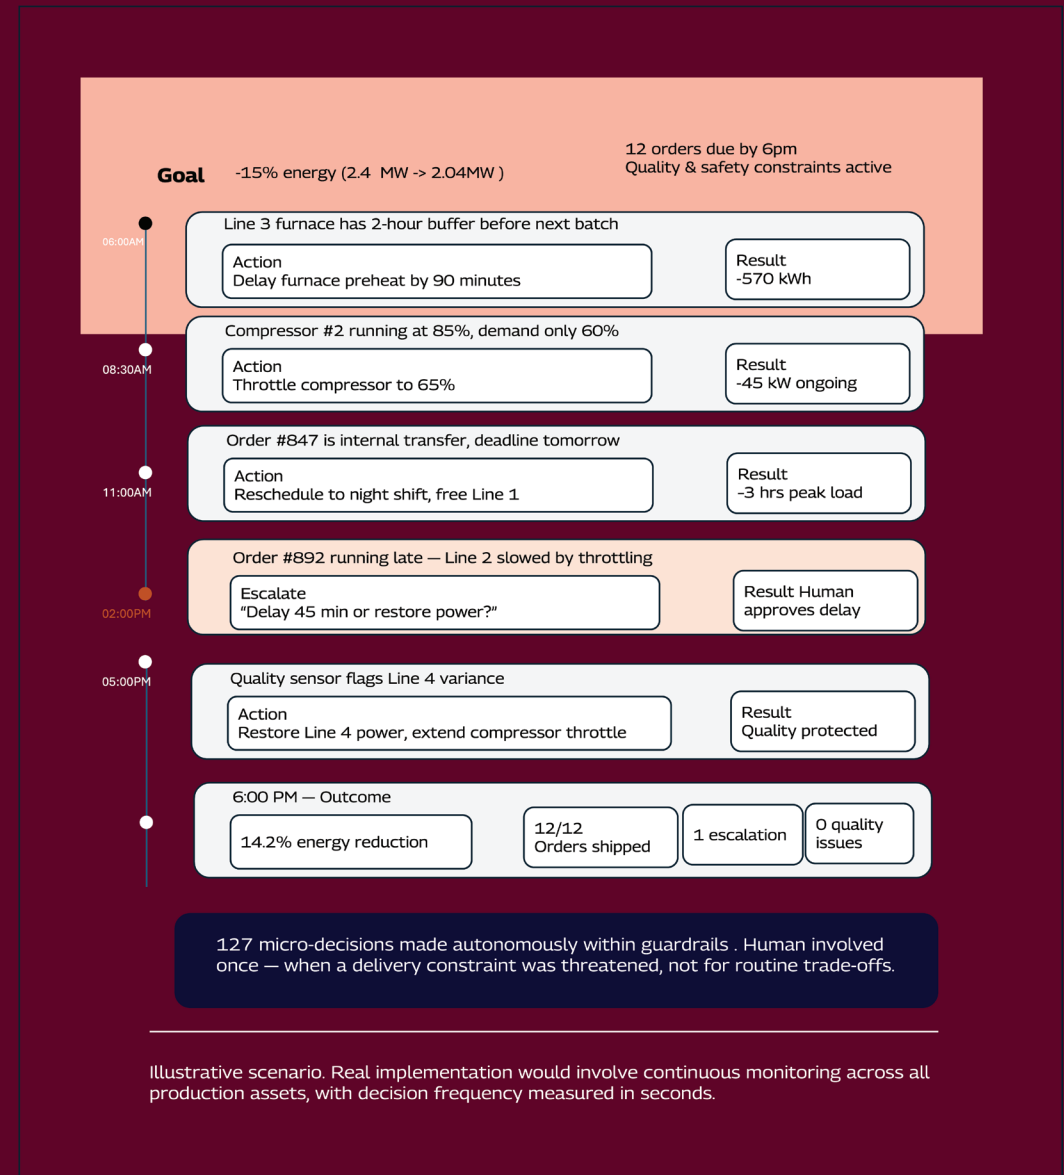 12 orders due by 6pm
Goal -15% energy (2.4 MW -> 2.04MW )
Quality & safety constraints active
06:00AM
Line 3 furnace has 2-hour buffer before next batch
Action
Delay furnace preheat by 90 minutes
Result
-570 kWh
08:30AM
Compressor #2 running at 85%, demand only 60%
Action
Throttle compressor to 65%
Result
-45 kW ongoing
11:00AM
Order #847 is internal transfer, deadline tomorrow
Action
Reschedule to night shift, free Line 1
Result
-3 hrs peak load
02:00PM
Order #892 running late — Line 2 slowed by throttling
Escalate
“Delay 45 min or restore power?”
Result Human
approves delay
05:00PM
Quality sensor flags Line 4 variance
Action
Restore Line 4 power, extend compressor throttle
Result
Quality protected
6:00 PM — Outcome
14.2% energy reduction
12/12
Orders shipped
1 escalation
0 quality
issues
127 micro-decisions made autonomously within guardrails . Human involved
once — when a delivery constraint was threatened, not for routine trade-offs.
Illustrative scenario. Real implementation would involve continuous monitoring across all
production assets, with decision frequency measured in seconds.